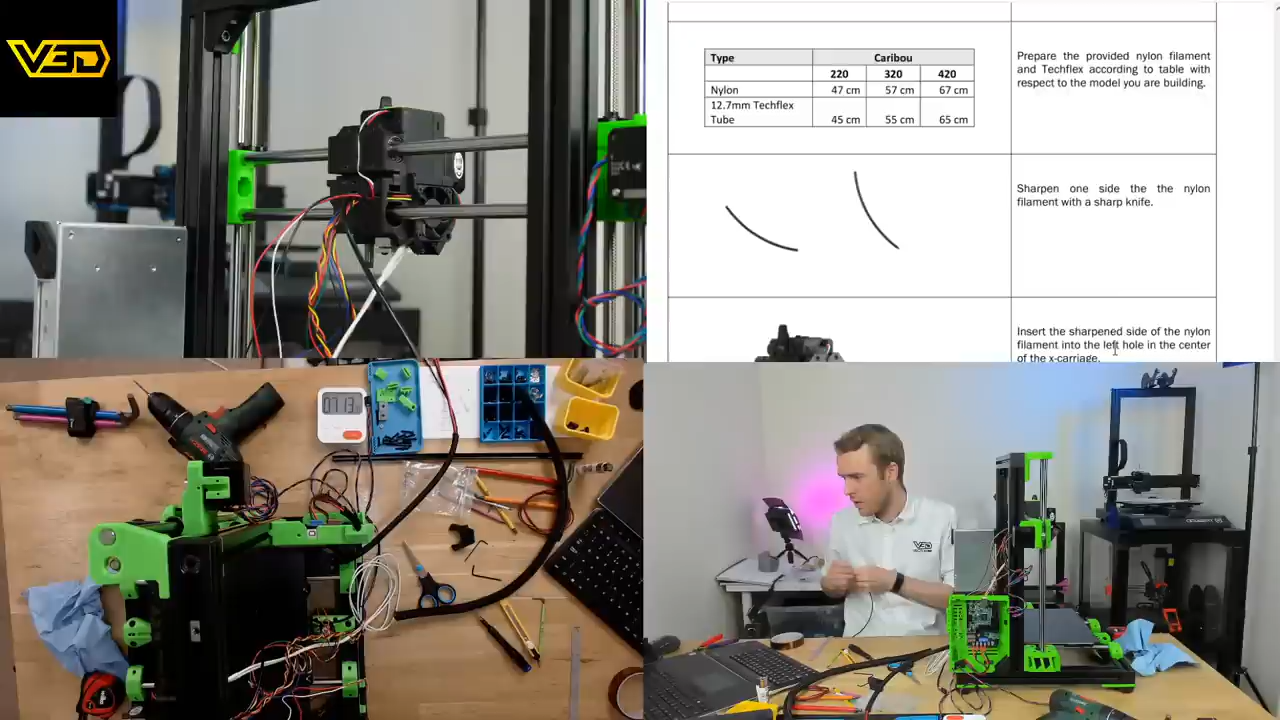 V3D
Type Caribou
220 320 420
Nylon 47 cm 57 cm 67 cm
12.7mm Techflex
Tube 45 cm 55 cm 65 cm
Prepare the provided nylon filament
and Techflex according to table with
respect to the model you are building.
Sharpen one side the the nylon
filament with a sharp knife.
Insert the sharpened side of the nylon
filament into the left hole in the center
of the x-carriage.
V3D